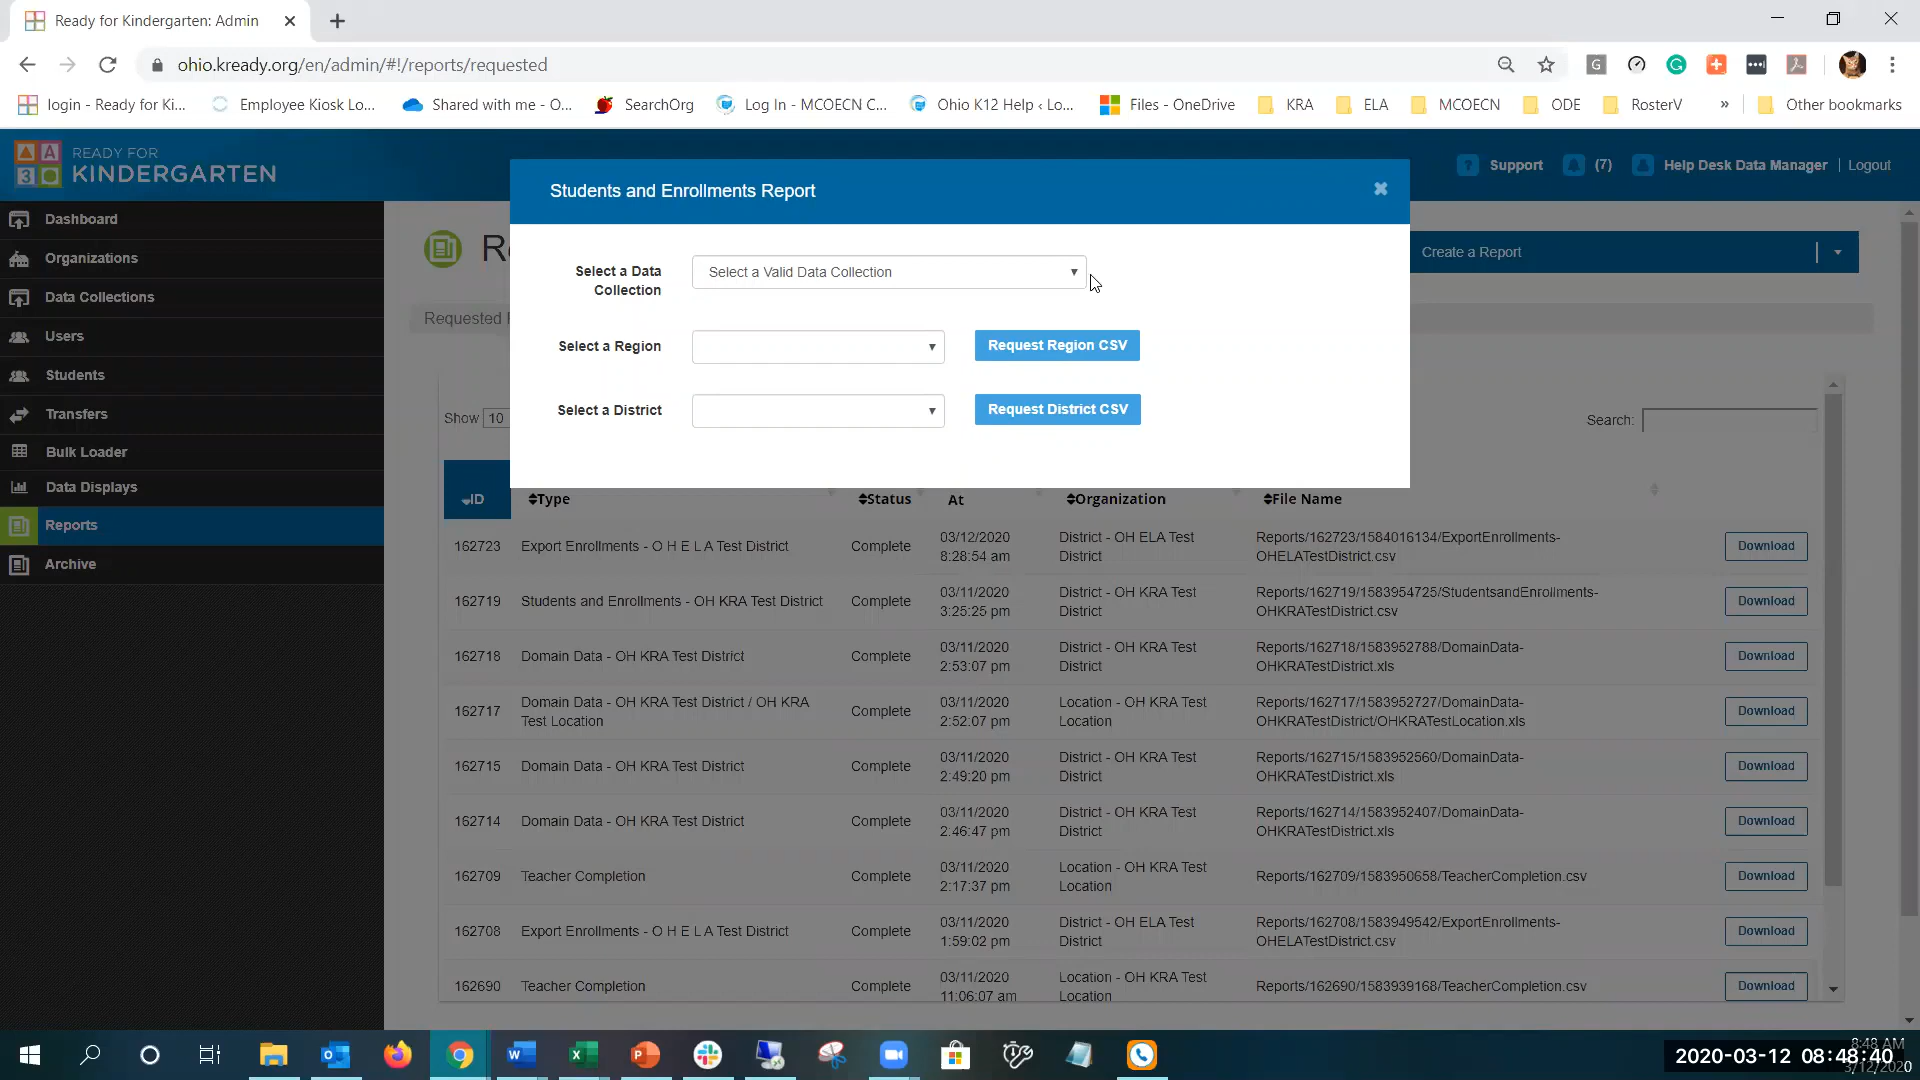 Ready for Kindergarten: Admin
ohio.kready.org/en/admin/#!/reports/requested
login - Ready for Ki...
Employee Kiosk Lo...
Shared with me - O...
SearchOrg
Log In - MCOECN C...
Ohio K12 Help ‹ Lo...
Files - OneDrive
KRA
ELA
MCOECN
ODE
RosterV
»
Other bookmarks
READY FOR
KINDERGARTEN
Support
(7)
Help Desk Data Manager
Logout
Dashboard
Organizations
Data Collections
Users
Students
Transfers
Bulk Loader
Data Displays
Reports
Archive
Students and Enrollments Report
Select a Data
Collection
Select a Valid Data Collection
Select a Region
Request Region CSV
Select a District
Request District CSV
Create a Report
Requested
Show 10
Search:
ID Type Status At Organization File Name
162723 Export Enrollments - O H E L A Test District Complete 03/12/2020 District - OH ELA Test Reports/162723/1584016134/ExportEnrollments- Download
8:28:54 am District OHELATestDistrict.csv
162719 Students and Enrollments - OH KRA Test District Complete 03/11/2020 District - OH KRA Test Reports/162719/1583954725/StudentsandEnrollments- Download
3:25:25 pm District OHKRATestDistrict.csv
162718 Domain Data - OH KRA Test District Complete 03/11/2020 District - OH KRA Test Reports/162718/1583952788/DomainData- Download
2:53:07 pm District OHKRATestDistrict.xls
162717 Domain Data - OH KRA Test District / OH KRA Complete 03/11/2020 Location - OH KRA Test Reports/162717/1583952727/DomainData- Download
Test Location 2:52:07 pm Location OHKRATestDistrict/OHKRATestLocation.xls
162715 Domain Data - OH KRA Test District Complete 03/11/2020 District - OH KRA Test Reports/162715/1583952560/DomainData- Download
2:49:20 pm District OHKRATestDistrict.xls
162714 Domain Data - OH KRA Test District Complete 03/11/2020 District - OH KRA Test Reports/162714/1583952407/DomainData- Download
2:46:47 pm District OHKRATestDistrict.xls
162709 Teacher Completion Complete 03/11/2020 Location - OH KRA Test Reports/162709/1583950658/TeacherCompletion.csv Download
2:17:37 pm Location
162708 Export Enrollments - O H E L A Test District Complete 03/11/2020 District - OH ELA Test Reports/162708/1583949542/ExportEnrollments- Download
1:59:02 pm District OHELATestDistrict.csv
162690 Teacher Completion Complete 03/11/2020 Location - OH KRA Test Reports/162690/1583939168/TeacherCompletion.csv Download
11:06:07 am Location
8:48 AM
2020-03-12 08:48:40
3/12/2020